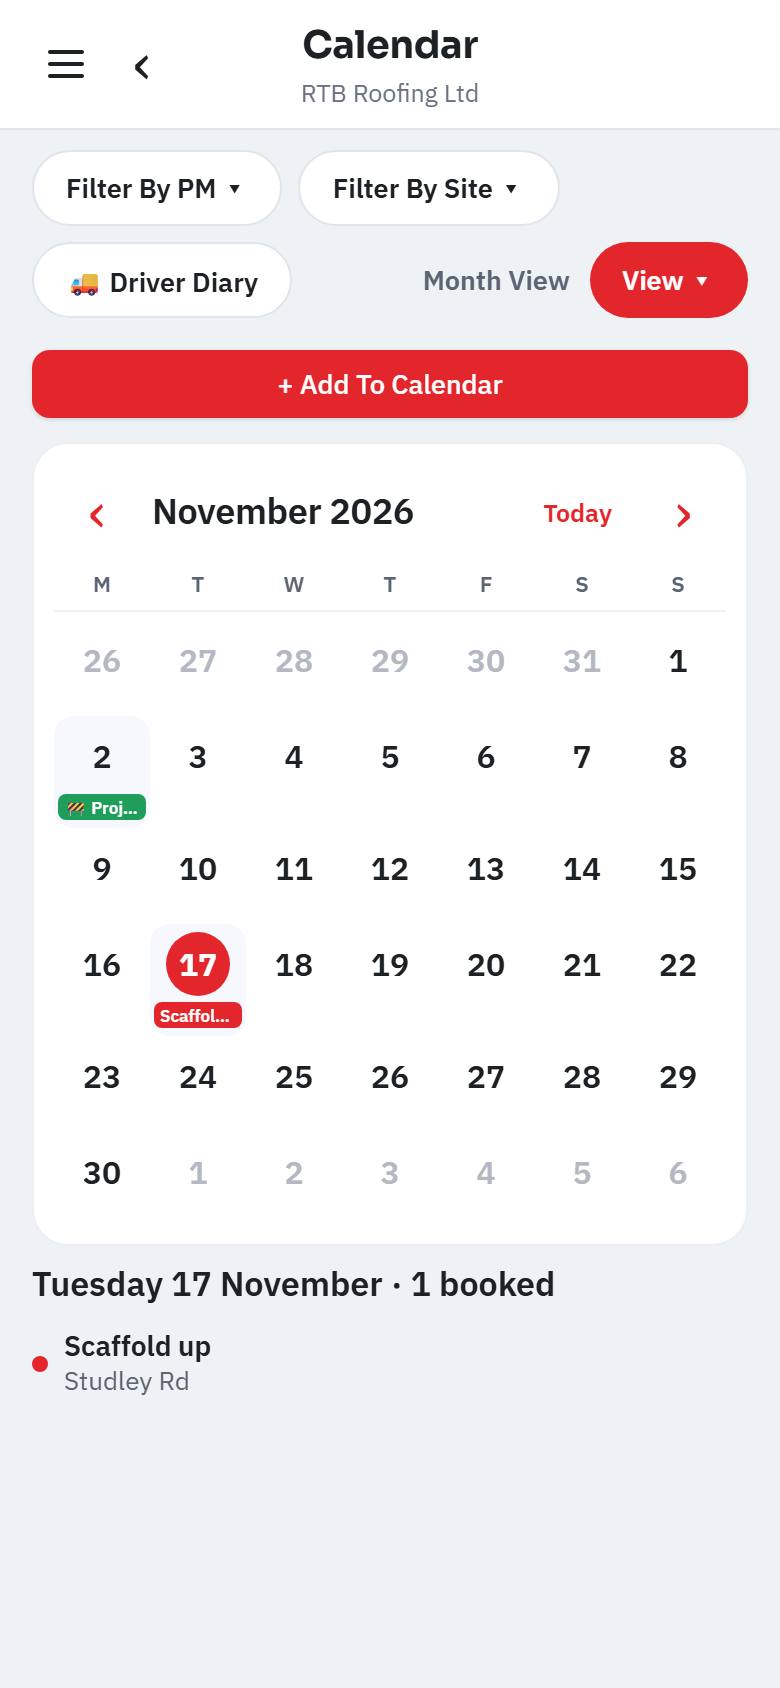 Calendar
RTB Roofing Ltd
Filter By PM ▼
Filter By Site ▼
🚚 Driver Diary
Month View
View ▼
+ Add To Calendar
November 2026
Today
M T W T F S S
26 27 28 29 30 31 1
2 3 4 5 6 7 8
🚧 Proj...
9 10 11 12 13 14 15
16 17 18 19 20 21 22
Scaffol...
23 24 25 26 27 28 29
30 1 2 3 4 5 6
Tuesday 17 November · 1 booked
Scaffold up
Studley Rd